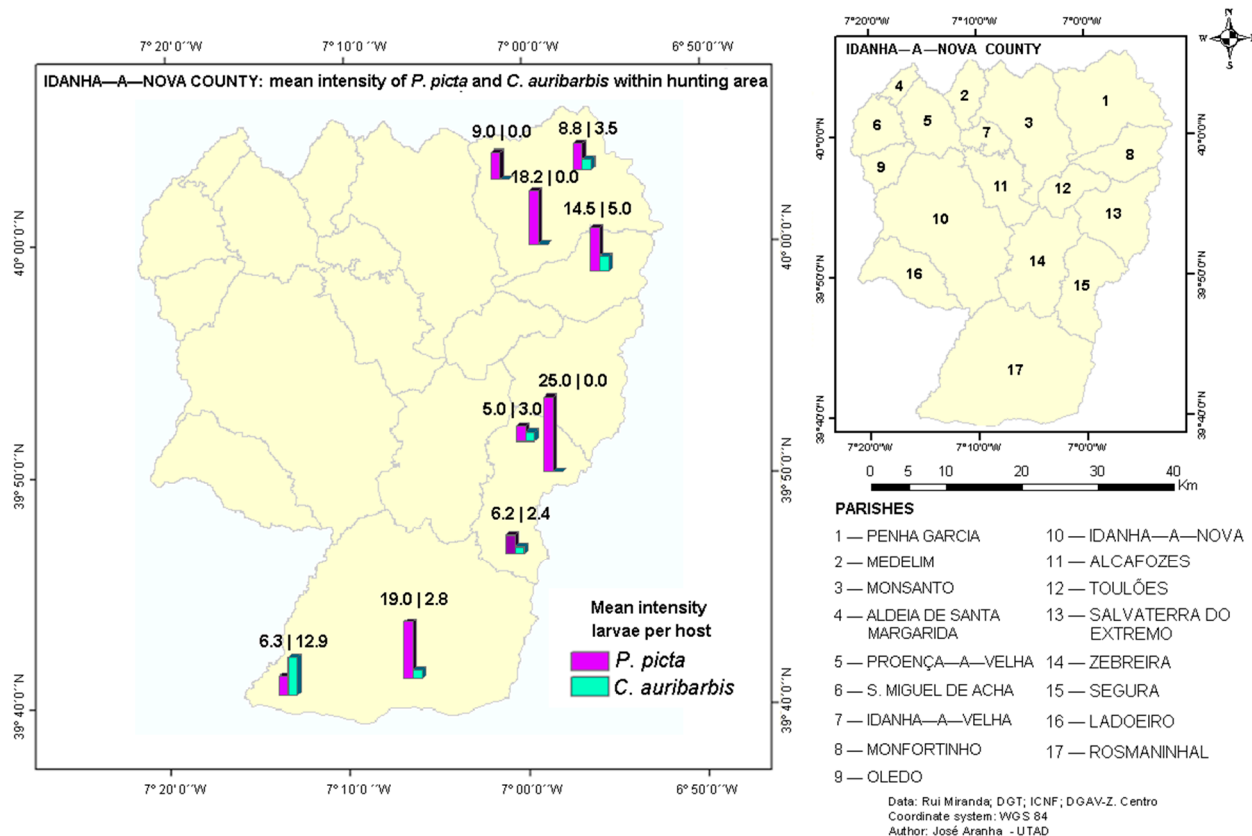 7°20´0´´W
7°10´0´´W
7°00´0´´W
6°50´0´´W
IDANHA—A—NOVA COUNTY: mean intensity of P. picta and C. auribarbis within hunting area
9.0 | 0.0
8.8 | 3.5
18.2 | 0.0
14.5 | 5.0
25.0 | 0.0
5.0 | 3.0
6.2 | 2.4
19.0 | 2.8
6.3 | 12.9
40° 00´0´´N
39° 50´0´´N
39° 40´0´´N
40° 00´0´´N
39° 50´0´´N
39° 40´0´´N
Mean intensity
larvae per host
P. picta
C. auribarbis
7°20´0´´W
7°10´0´´W
7°00´0´´W
6°50´0´´W
7°20'0''W
7°10'0''W
7°0'0''W
N
W
S
IDANHA—A—NOVA COUNTY
4
2
1
6
5
7
3
8
9
11
12
10
13
14
16
15
17
40°0'0''N
39°50'0''N
39°40'0''N
40°0'0''N
39°50'0''N
39°40'0''N
7°20'0''W
7°10'0''W
7°0'0''W
0 5 10 20 30 40
Km
PARISHES
1 — PENHA GARCIA
2 — MEDELIM
3 — MONSANTO
4 — ALDEIA DE SANTA
MARGARIDA
5 — PROENÇA—A—VELHA
6 — S. MIGUEL DE ACHA
7 — IDANHA—A—VELHA
8 — MONFORTINHO
9 — OLEDO
10 — IDANHA—A—NOVA
11 — ALCAFOZES
12 — TOULÕES
13 — SALVATERRA DO
EXTREMO
14 — ZEBREIRA
15 — SEGURA
16 — LADOEIRO
17 — ROSMANINHAL
Data: Rui Miranda; DGT; ICNF; DGAV-Z. Centro
Coordinate system: WGS 84
Author: José Aranha - UTAD